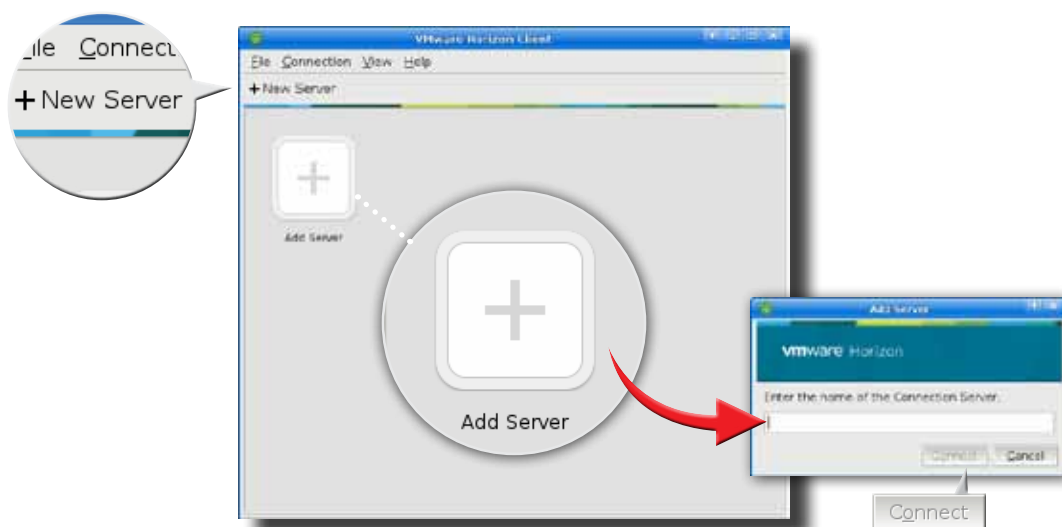 ile Connect
+ New Server
VMware Horizon Client
File Connection View Help
+ New Server
Add Server
Add Server
Add Server
vmware Horizon
Enter the name of the Connection Server.
Connect Cancel
Connect